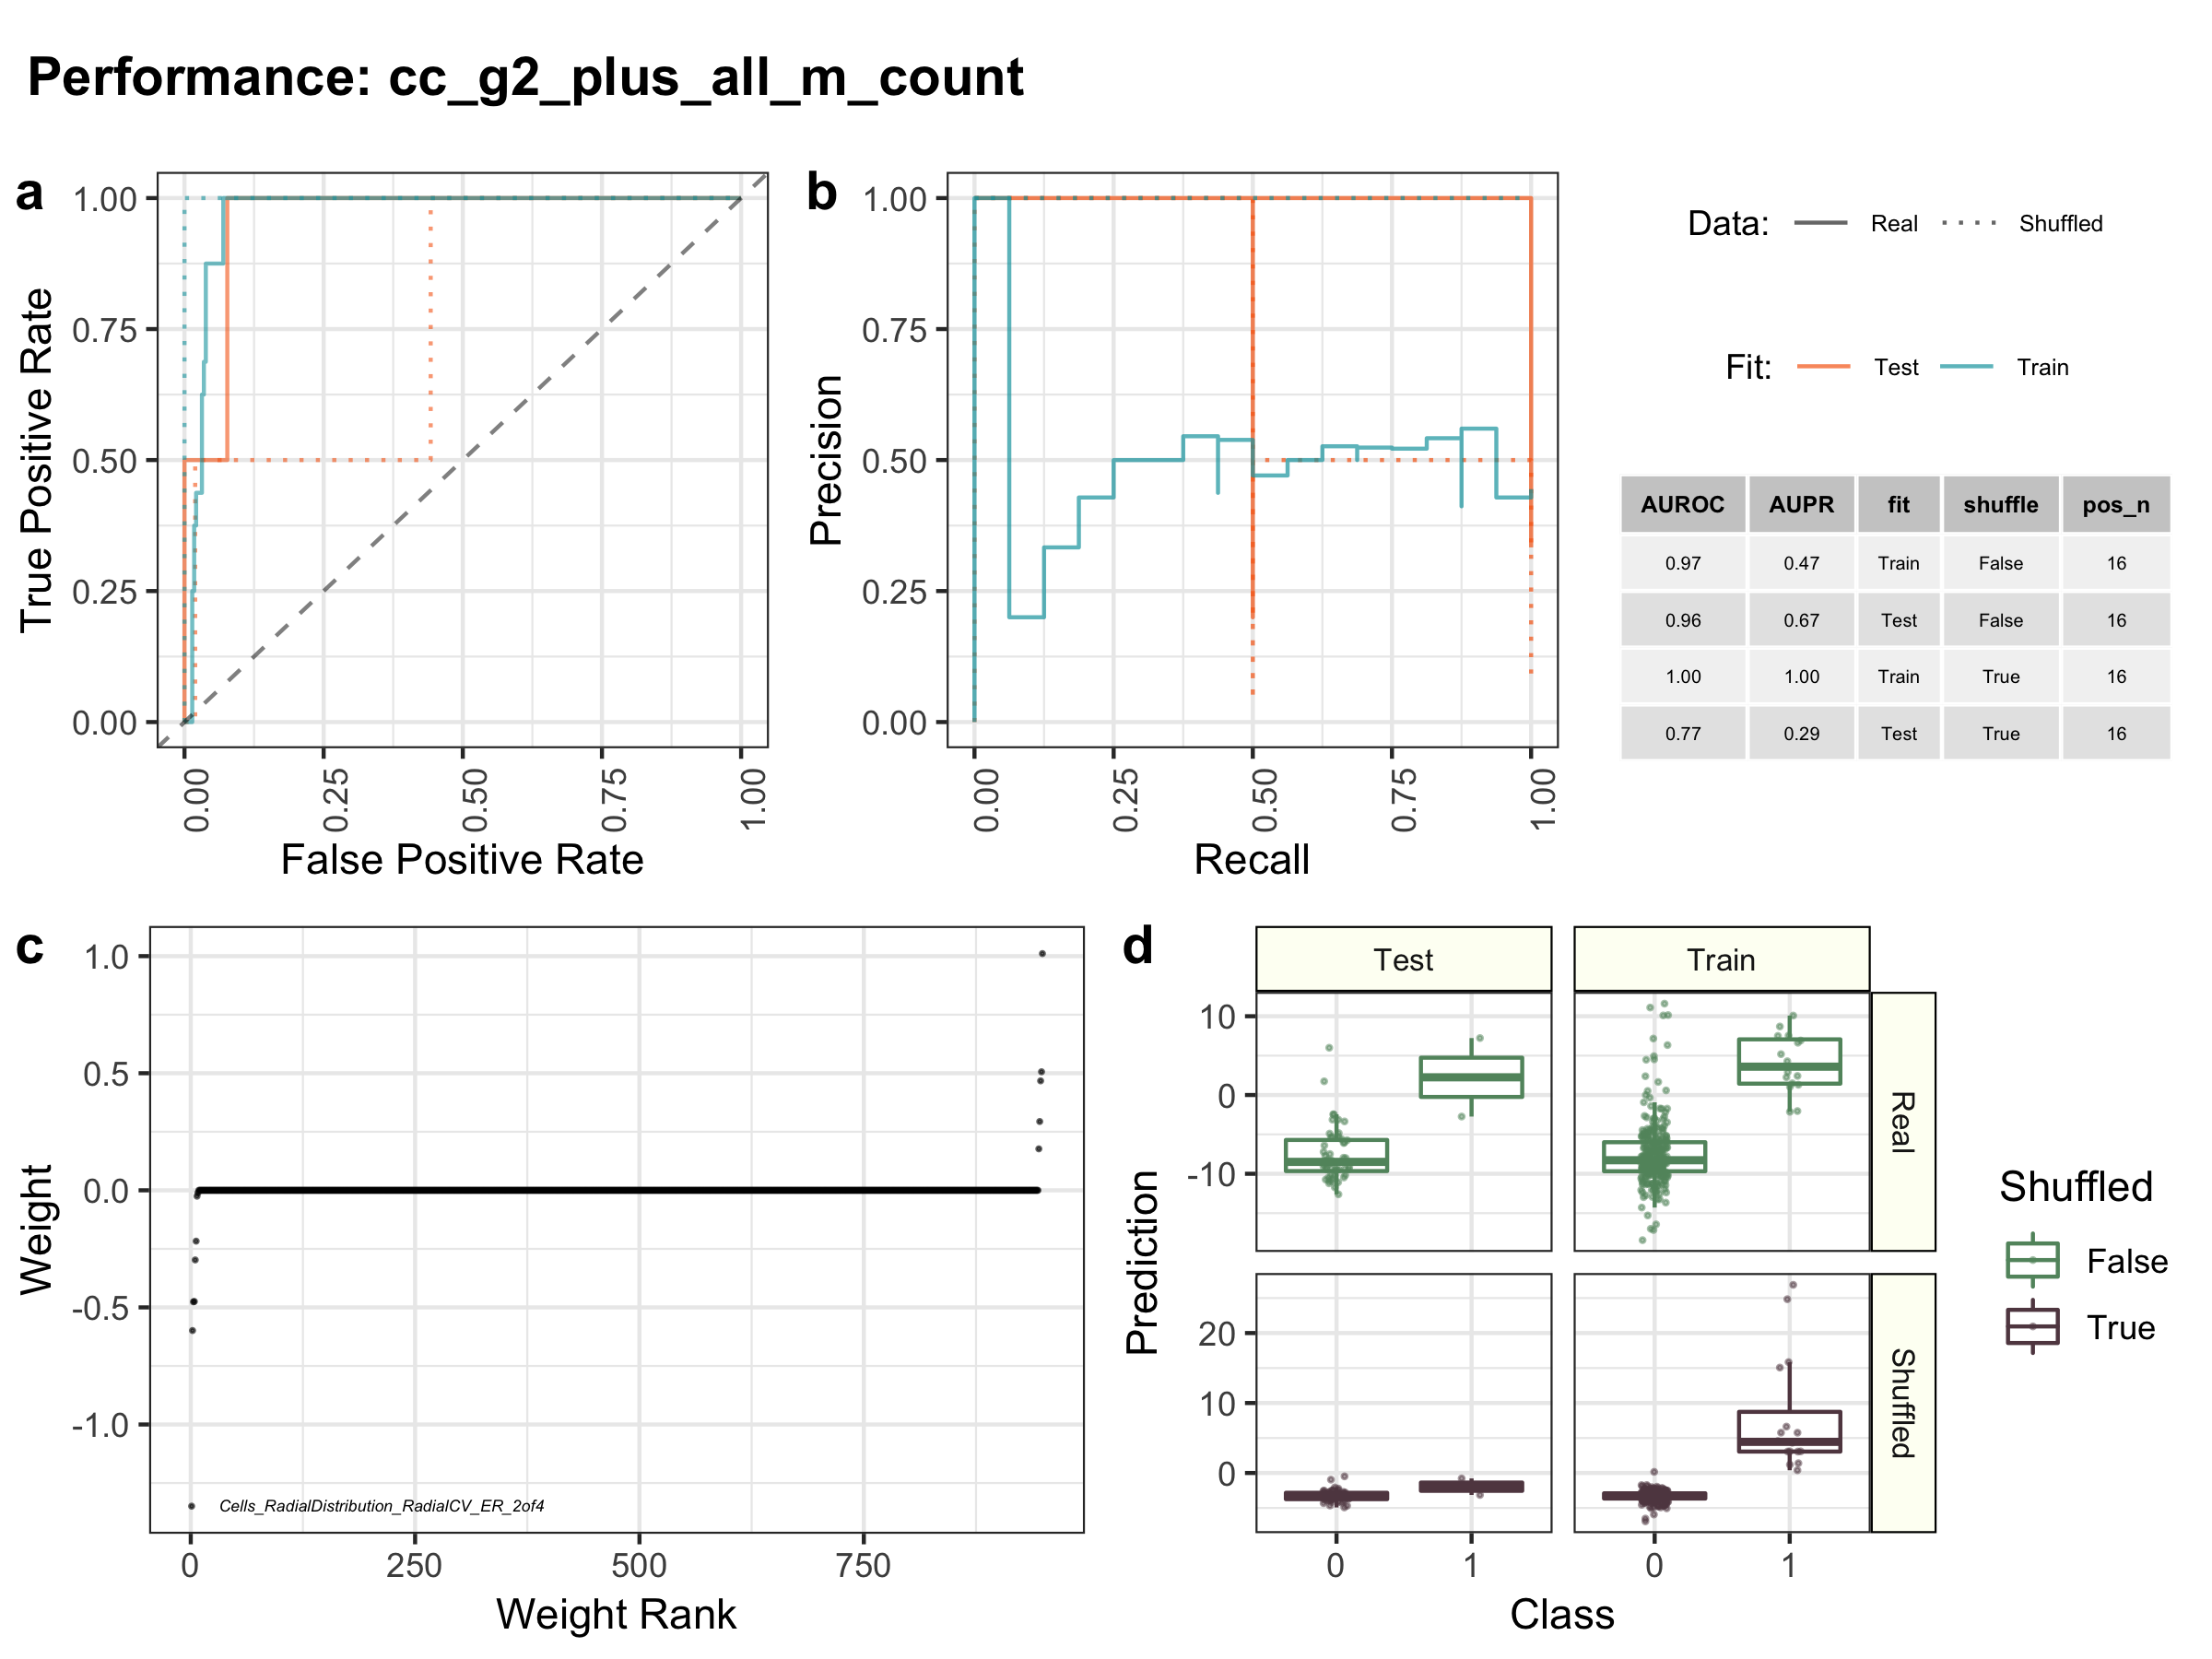 Performance: cc_g2_plus_all_m_count
a
1.00
0.75
0.50
0.25
0.00
True Positive Rate
0.00
0.25
0.50
0.75
1.00
False Positive Rate
b
1.00
0.75
0.50
0.25
0.00
Precision
0.00
0.25
0.50
0.75
1.00
Recall
Data: Real Shuffled
Fit: Test Train
AUROC AUPR fit shuffle pos_n
0.97 0.47 Train False 16
0.96 0.67 Test False 16
1.00 1.00 Train True 16
0.77 0.29 Test True 16
c
1.0
0.5
0.0
-0.5
-1.0
Weight
Cells_RadialDistribution_RadialCV_ER_2of4
0
250
500
750
Weight Rank
d
Test
Train
10
0
-10
Real
20
10
0
Shuffled
Prediction
0
1
0
1
Class
Shuffled
False
True